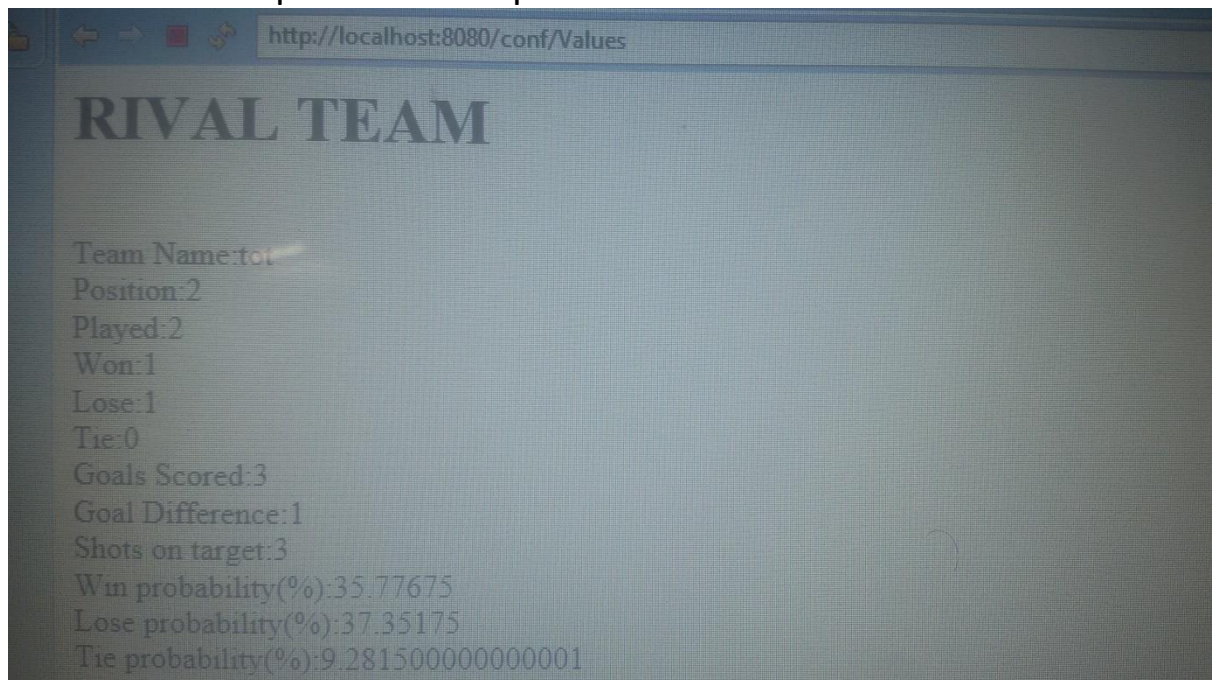 http://localhost:8080/conf/Values
RIVAL TEAM
Team Name:tot
Position:2
Played:2
Won:1
Lose:1
Tie:0
Goals Scored:3
Goal Difference:1
Shots on target:3
Win probability(%):35.77675
Lose probability(%):37.35175
Tie probability(%):9.281500000000001